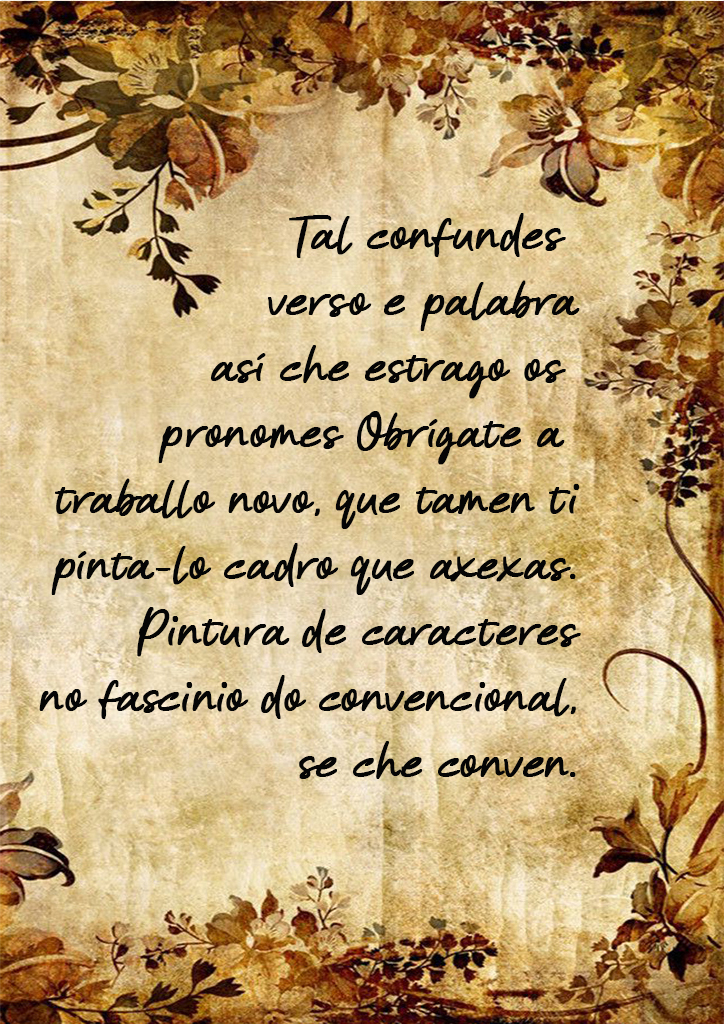 Tal confundes
verso e palabra
así che estrago os
pronomes Obrígate a
traballo novo, que tamen ti
pínta-lo cadro que axexas.
Pintura de caracteres
no fascinio do convencional,
se che conven.